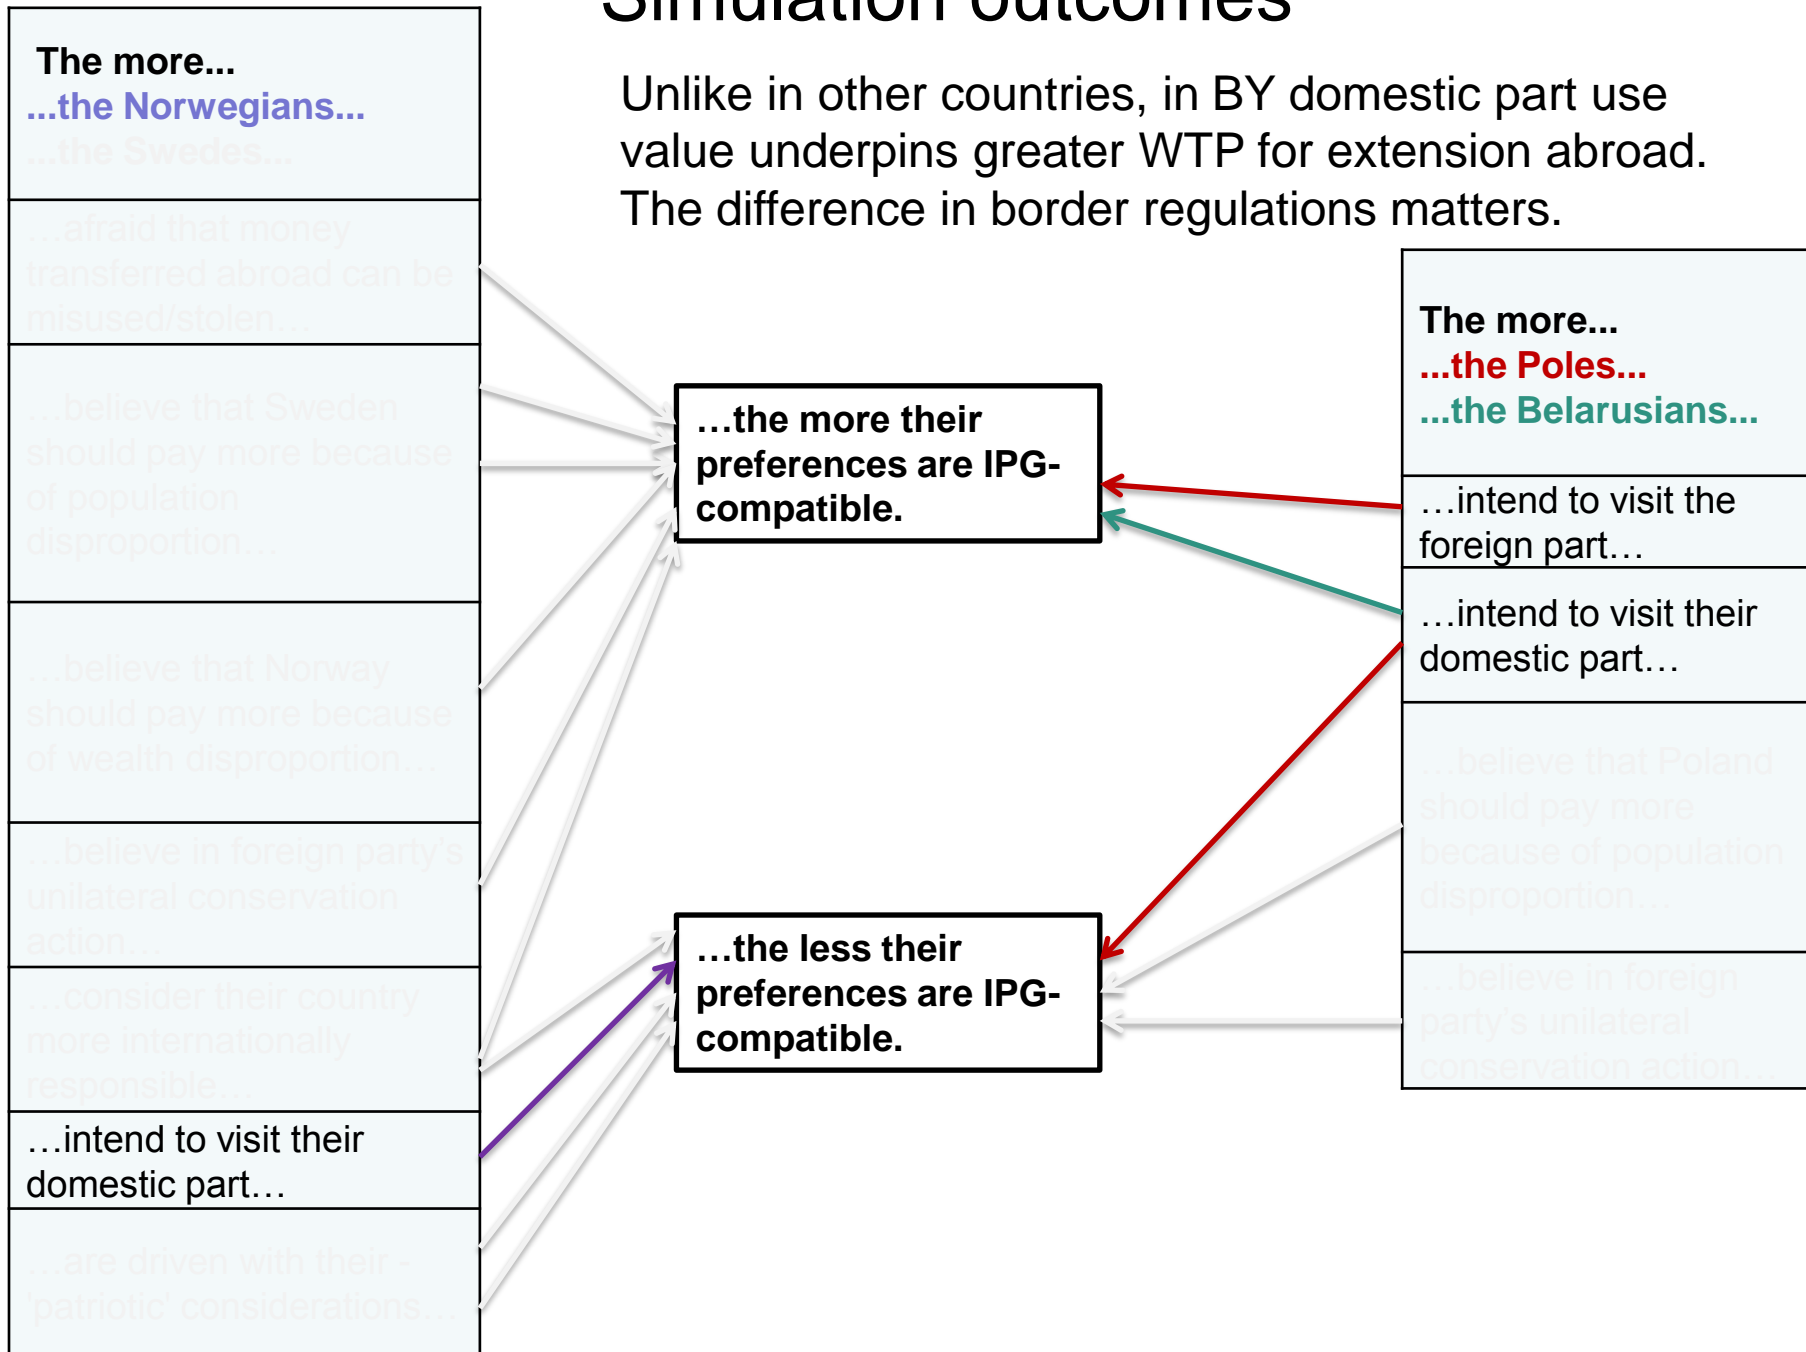 Simulation outcomes
Unlike in other countries, in BY domestic part use
value underpins greater WTP for extension abroad.
The difference in border regulations matters.
The more...
...the Norwegians...
...the Swedes...
…afraid that money
transferred abroad can be
misused/stolen…
…believe that Sweden
should pay more because
of population
disproportion…
…believe that Norway
should pay more because
of wealth disproportion…
…believe in foreign party's
unilateral conservation
action…
…consider their country
more internationally
responsible…
…intend to visit their
domestic part…
…are driven with their -
'patriotic' considerations…
…the more their
preferences are IPG-
compatible.
…the less their
preferences are IPG-
compatible.
The more...
...the Poles...
...the Belarusians...
…intend to visit the
foreign part…
…intend to visit their
domestic part…
…believe that Poland
should pay more
because of population
disproportion…
…believe in foreign
party's unilateral
conservation action…